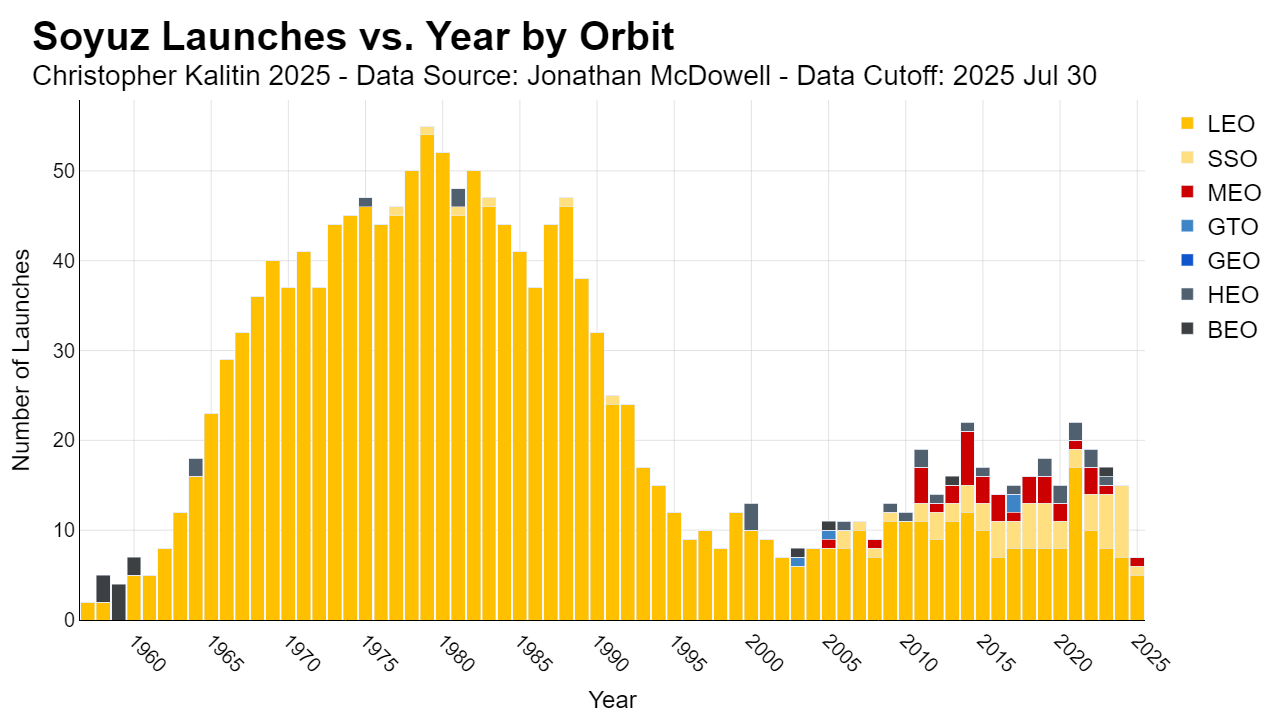 Soyuz Launches vs. Year by Orbit
Christopher Kalitin 2025 - Data Source: Jonathan McDowell - Data Cutoff: 2025 Jul 30
LEO
SSO
MEO
GTO
GEO
HEO
BEO
Number of Launches
50
40
30
20
10
0
1960
1965
1970
1975
1980
1985
1990
1995
2000
2005
2010
2015
2020
2025
Year